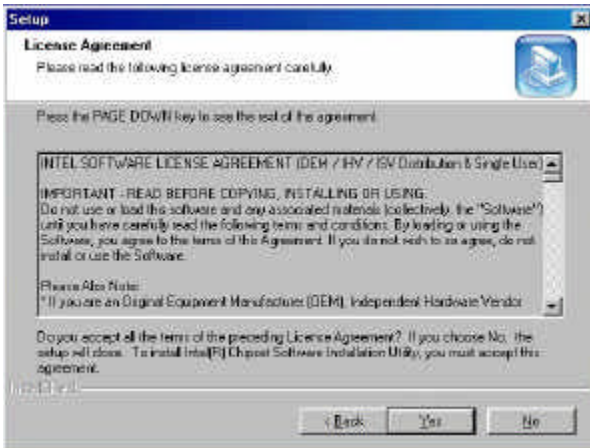 Setup
License Agreement
Please read the following license agreement carefully.
Press the PAGE DOWN key to see the rest of the agreement.
INTEL SOFTWARE LICENSE AGREEMENT (OEM / IHV / ISV Distribution & Single User)
IMPORTANT - READ BEFORE COPYING, INSTALLING OR USING.
Do not use or load this software and any associated materials (collectively, the "Software")
until you have carefully read the following terms and conditions. By loading or using the
Software, you agree to the terms of this Agreement. If you do not wish to so agree, do not
install or use the Software.
Please Also Note:
* If you are an Original Equipment Manufacturer (OEM), Independent Hardware Vendor
Do you accept all the terms of the preceding License Agreement? If you choose No, the
setup will close. To install Intel(R) Chipset Software Installation Utility, you must accept this
agreement.
< Back
Yes
No